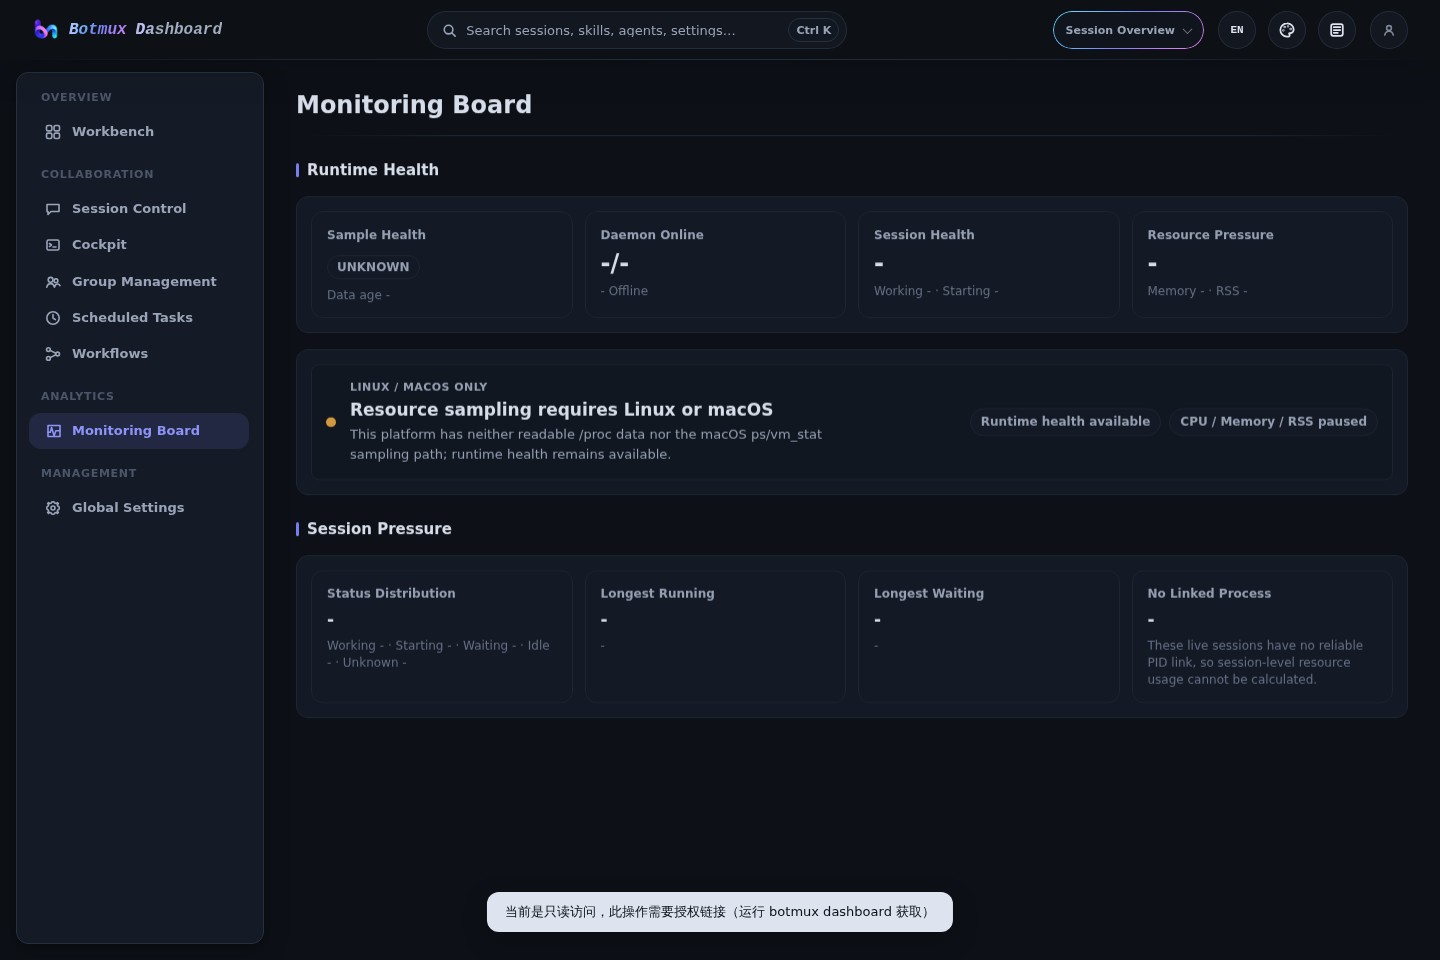 Botmux Dashboard
Search sessions, skills, agents, settings...
Ctrl K
Session Overview
EN
OVERVIEW
Workbench
COLLABORATION
Session Control
Cockpit
Group Management
Scheduled Tasks
Workflows
ANALYTICS
Monitoring Board
MANAGEMENT
Global Settings
Monitoring Board
Runtime Health
Sample Health
UNKNOWN
Data age -
Daemon Online
-/-
- Offline
Session Health
-
Working - · Starting -
Resource Pressure
-
Memory - · RSS -
LINUX / MACOS ONLY
Resource sampling requires Linux or macOS
This platform has neither readable /proc data nor the macOS ps/vm_stat
sampling path; runtime health remains available.
Runtime health available
CPU / Memory / RSS paused
Session Pressure
Status Distribution
-
Working - · Starting - · Waiting - · Idle
- · Unknown -
Longest Running
-
-
Longest Waiting
-
-
No Linked Process
-
These live sessions have no reliable
PID link, so session-level resource
usage cannot be calculated.
当前是只读访问，此操作需要授权链接（运行 botmux dashboard 获取）